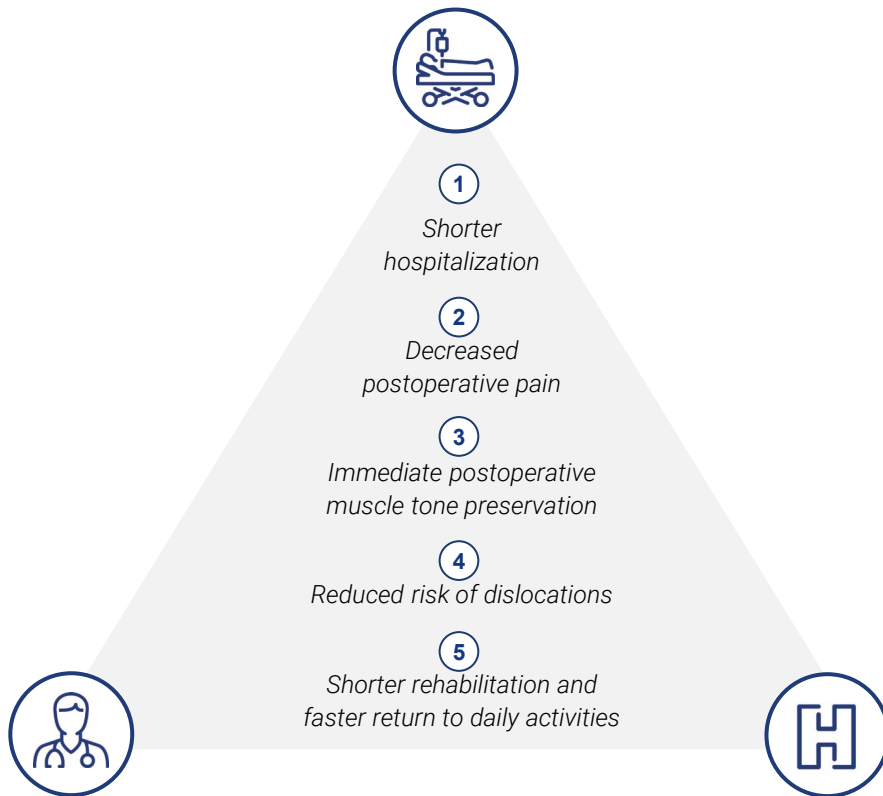 1
Shorter
hospitalization
2
Decreased
postoperative pain
3
Immediate postoperative
muscle tone preservation
4
Reduced risk of dislocations
5
Shorter rehabilitation and
faster return to daily activities
H